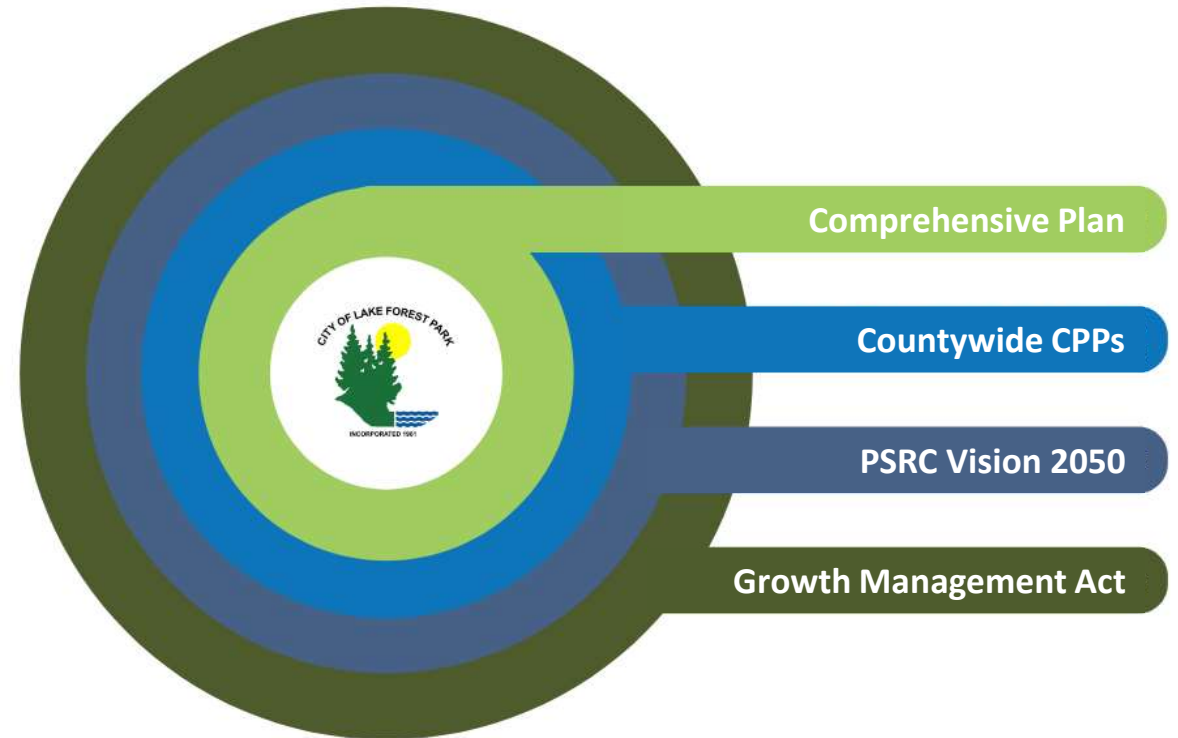 CITY OF LAKE FOREST PARK
INCORPORATED 1961
Comprehensive Plan
Countywide CPPs
PSRC Vision 2050
Growth Management Act